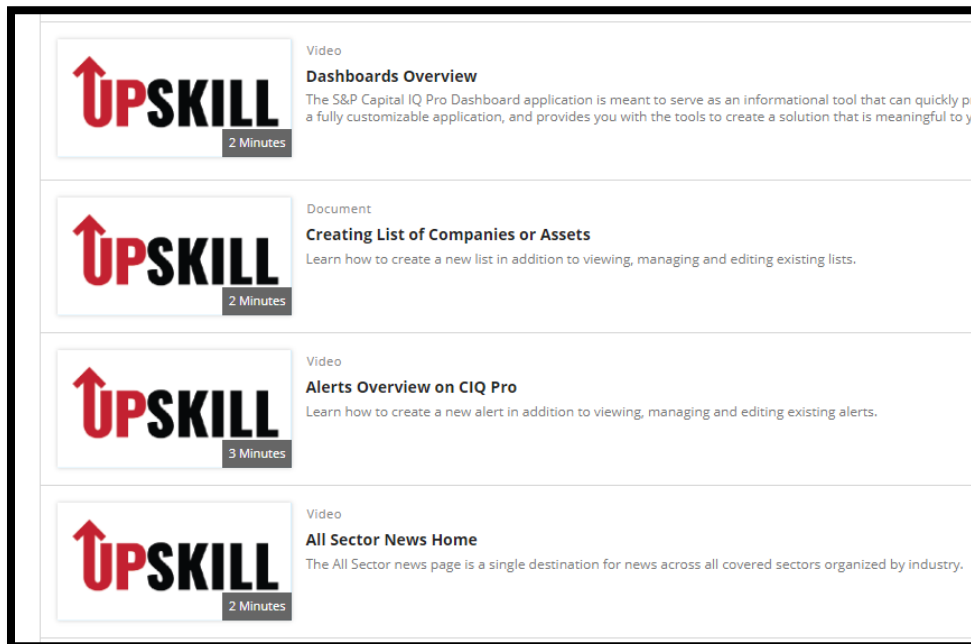 UPSKILL
2 Minutes
Video
Dashboards Overview
The S&P Capital IQ Pro Dashboard application is meant to serve as an informational tool that can quickly
a fully customizable application, and provides you with the tools to create a solution that is meaningful to
UPSKILL
2 Minutes
Document
Creating List of Companies or Assets
Learn how to create a new list in addition to viewing, managing and editing existing lists.
UPSKILL
3 Minutes
Video
Alerts Overview on CIQ Pro
Learn how to create a new alert in addition to viewing, managing and editing existing alerts.
UPSKILL
2 Minutes
Video
All Sector News Home
The All Sector news page is a single destination for news across all covered sectors organized by industry.